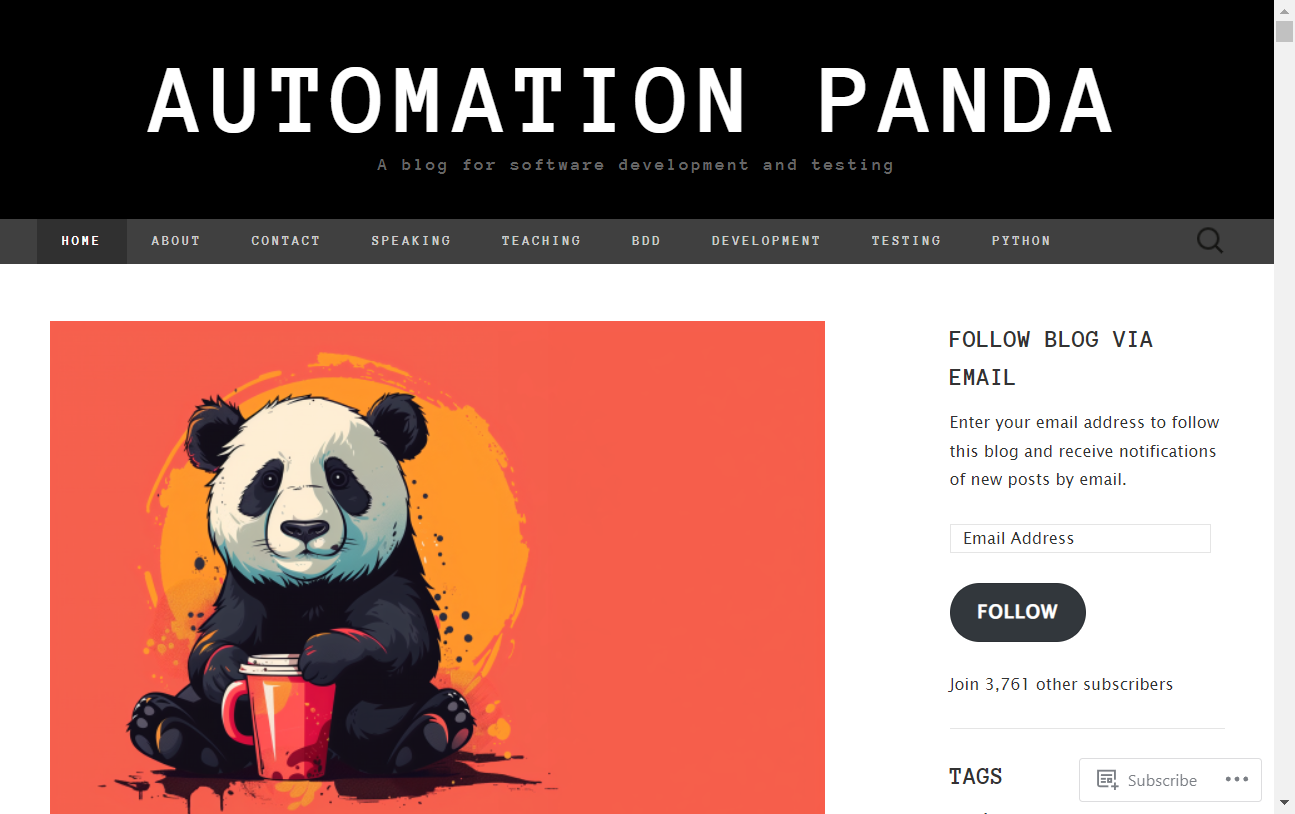 AUTOMATION PANDA
A blog for software development and testing
HOME ABOUT CONTACT SPEAKING TEACHING BDD DEVELOPMENT TESTING PYTHON
FOLLOW BLOG VIA
EMAIL
Enter your email address to follow
this blog and receive notifications
of new posts by email.
Email Address
FOLLOW
Join 3,761 other subscribers
TAGS
Subscribe